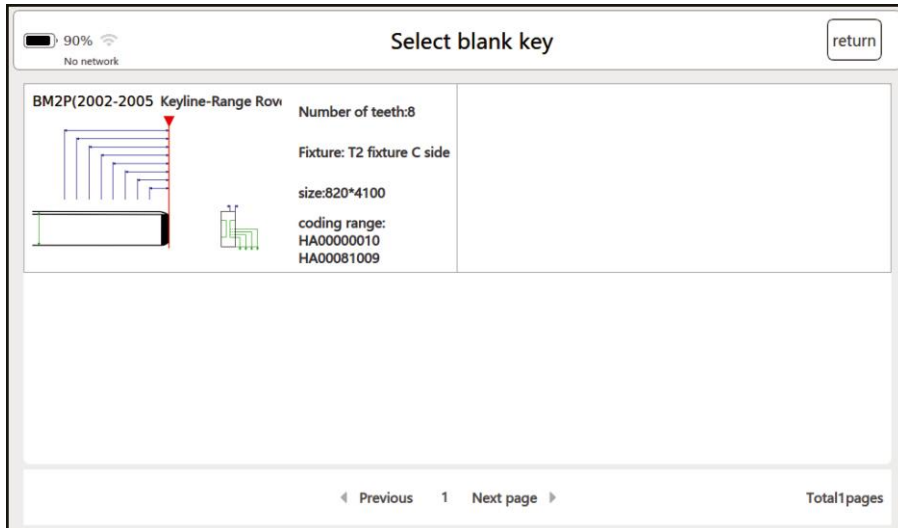 90%
No network
Select blank key
return
BM2P(2002-2005 Keyline-Range Rov
Number of teeth:8
Fixture: T2 fixture C side
size:820*4100
coding range:
HA00000010
HA00081009
Previous 1 Next page
Total1pages